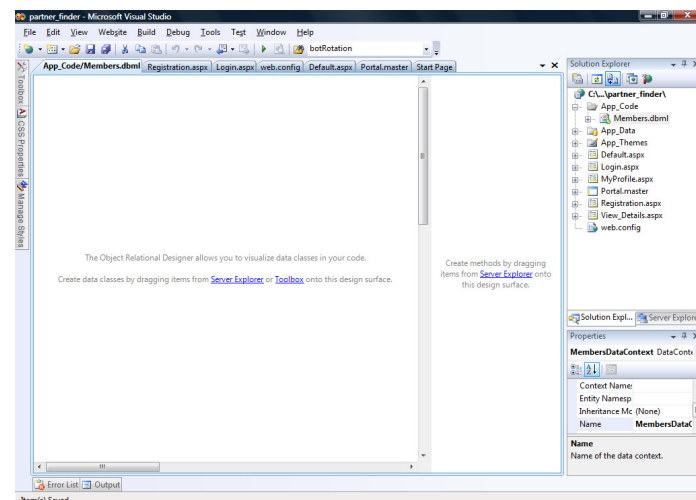 partner_finder - Microsoft Visual Studio
File Edit View Website Build Debug Tools Test Window Help
botRotation
App_Code/Members.dbml Registration.aspx Login.aspx web.config Default.aspx Portal.master Start Page
Toolbox
CSS Properties
Manage Styles
The Object Relational Designer allows you to visualize data classes in your code.
Create data classes by dragging items from Server Explorer or Toolbox onto this design surface.
Create methods by dragging
items from Server Explorer onto
this design surface.
Solution Explorer
C:\...\partner_finder\
App_Code
Members.dbml
App_Data
App_Themes
Default.aspx
Login.aspx
MyProfile.aspx
Portal.master
Registration.aspx
View_Details.aspx
web.config
Solution Expl... Server Explore
Properties
MembersDataContext DataConte
Context Name
Entity Namesp
Inheritance Mc (None)
Name MembersDataC
Name
Name of the data context.
Error List Output
Item(s) Saved